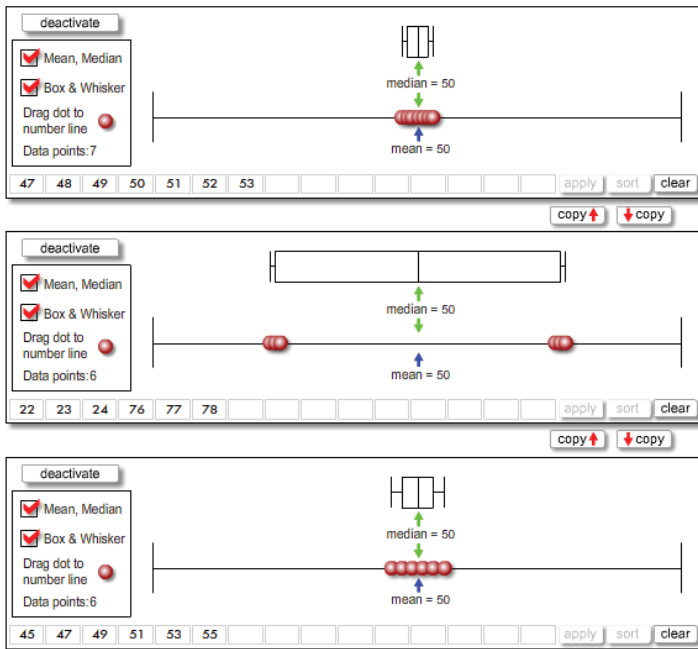 deactivate
Mean, Median
Box & Whisker
Drag dot to
number line
Data points:7
median = 50
mean = 50
47 48 49 50 51 52 53
apply sort clear
copy copy
deactivate
Mean, Median
Box & Whisker
Drag dot to
number line
Data points:6
median = 50
mean = 50
22 23 24 76 77 78
apply sort clear
copy copy
deactivate
Mean, Median
Box & Whisker
Drag dot to
number line
Data points:6
median = 50
mean = 50
45 47 49 51 53 55
apply sort clear